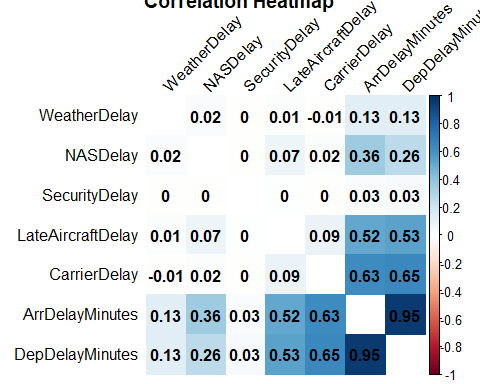 Correlation Heatmap
WeatherDelay
NASDelay
SecurityDelay
LateAircraftDelay
CarrierDelay
ArrDelayMinutes
DepDelayMinut
WeatherDelay 0.02 0 0.01 -0.01 0.13 0.13
NASDelay 0.02 0 0.07 0.02 0.36 0.26
SecurityDelay 0 0 0 0 0.03 0.03
LateAircraftDelay 0.01 0.07 0 0.09 0.52 0.53
CarrierDelay -0.01 0.02 0 0.09 0.63 0.65
ArrDelayMinutes 0.13 0.36 0.03 0.52 0.63 0.95
DepDelayMinutes 0.13 0.26 0.03 0.53 0.65 0.95
1
0.8
0.6
0.4
0.2
0
-0.2
-0.4
-0.6
-0.8
-1